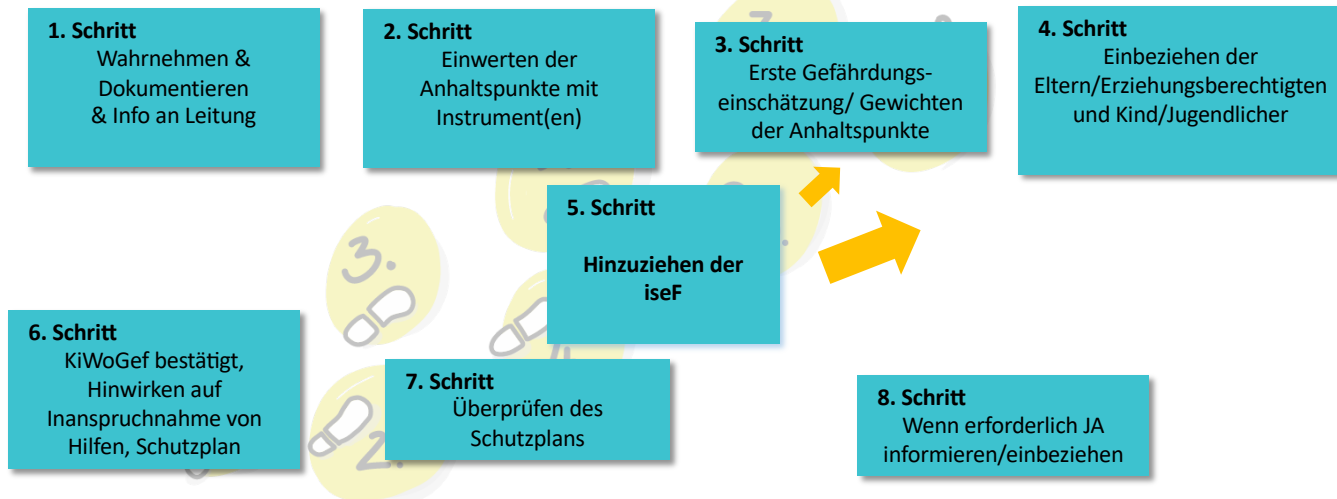 1. Schritt
Wahrnehmen &
Dokumentieren
& Info an Leitung
2. Schritt
Einwerten der
Anhaltspunkte mit
Instrument(en)
3. Schritt
Erste Gefährdungs-
einschätzung/ Gewichten
der Anhaltspunkte
4. Schritt
Einbeziehen der
Eltern/Erziehungsberechtigten
und Kind/Jugendlicher
5. Schritt
Hinzuziehen der
iseF
3.
6. Schritt
KiWoGef bestätigt,
Hinwirken auf
Inanspruchnahme von
Hilfen, Schutzplan
7. Schritt
Überprüfen des
Schutzplans
2.
8. Schritt
Wenn erforderlich JA
informieren/einbeziehen